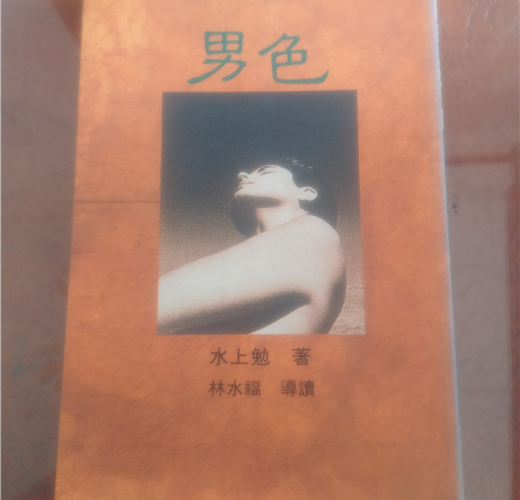 男色
水上勉　著
林水福　導讀